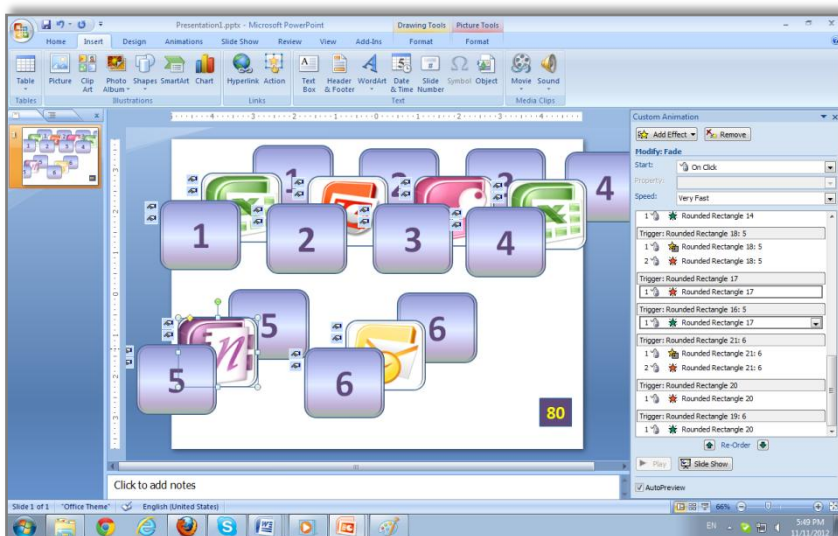 Presentation1.pptx - Microsoft PowerPoint
Drawing Tools
Picture Tools
Home
Insert
Design
Animations
Slide Show
Review
View
Add-Ins
Format
Format
Table
Picture
Clip Art
Photo Album
Shapes
SmartArt
Chart
Hyperlink
Action
Text Box
Header & Footer
WordArt
Date & Time
Slide Number
Symbol
Object
Movie
Sound
Tables
Illustrations
Links
Text
Media Clips
1
2
3
4
1
2
3
4
5
6
5
6
80
Custom Animation
Add Effect
Remove
Modify: Fade
Start:
On Click
Property:
Speed:
Very Fast
1 Rounded Rectangle 14
Trigger: Rounded Rectangle 18: 5
1 Rounded Rectangle 18: 5
2 Rounded Rectangle 18: 5
Trigger: Rounded Rectangle 17
1 Rounded Rectangle 17
Trigger: Rounded Rectangle 16: 5
1 Rounded Rectangle 17
Trigger: Rounded Rectangle 21: 6
1 Rounded Rectangle 21: 6
2 Rounded Rectangle 21: 6
Trigger: Rounded Rectangle 20
1 Rounded Rectangle 20
Trigger: Rounded Rectangle 19: 6
1 Rounded Rectangle 20
Re-Order
Play
Slide Show
AutoPreview
Click to add notes
Slide 1 of 1
"Office Theme"
English (United States)
66%
EN
5:49 PM
11/11/2012